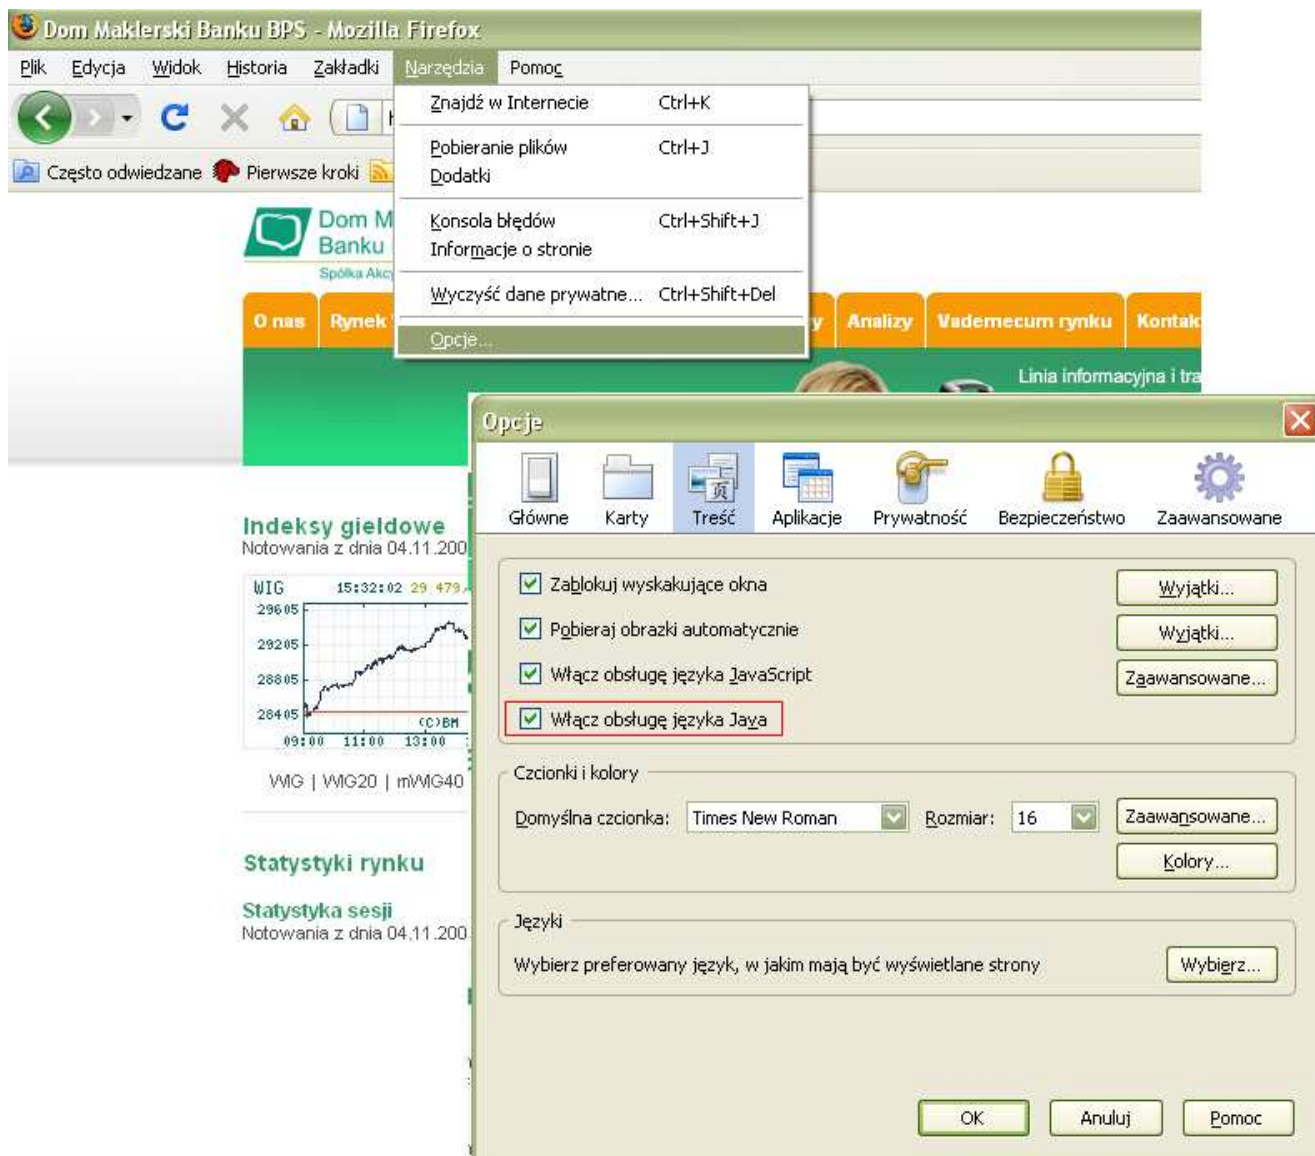 Dom Maklerski Banku BPS - Mozilla Firefox
Plik Edycja Widok Historia Zakładki Narzędzia Pomoc
Znajdź w Internecie Ctrl+K
Pobieranie plików Ctrl+J
Dodatki
Konsola błędów Ctrl+Shift+J
Informacje o stronie
Wyczyść dane prywatne... Ctrl+Shift+Del
Opcje...
Często odwiedzane Pierwsze kroki
Dom M
Banku
Spółka Akc
O nas Rynek y Analizy Vademecum rynku Kontak
Linia informacyjna i tra
Indeksy giełdowe
Notowania z dnia 04.11.200
WIG 15:32:02 29 479
29605
29205
28805
28405
(C)BM
09:00 11:00 13:00
WIG | WIG20 | mWIG40
Statystyki rynku
Statystyka sesji
Notowania z dnia 04.11.200
Opcje
Główne Karty Treść Aplikacje Prywatność Bezpieczeństwo Zaawansowane
Zablokuj wyskakujące okna Wyjątki...
Pobieraj obrazki automatycznie Wyjątki...
Włącz obsługę języka JavaScript Zaawansowane...
Włącz obsługę języka Java
Czcionki i kolory
Domyślna czcionka: Times New Roman Rozmiar: 16 Zaawansowane...
Kolory...
Języki
Wybierz preferowany język, w jakim mają być wyświetlane strony Wybierz...
OK Anuluj Pomoc